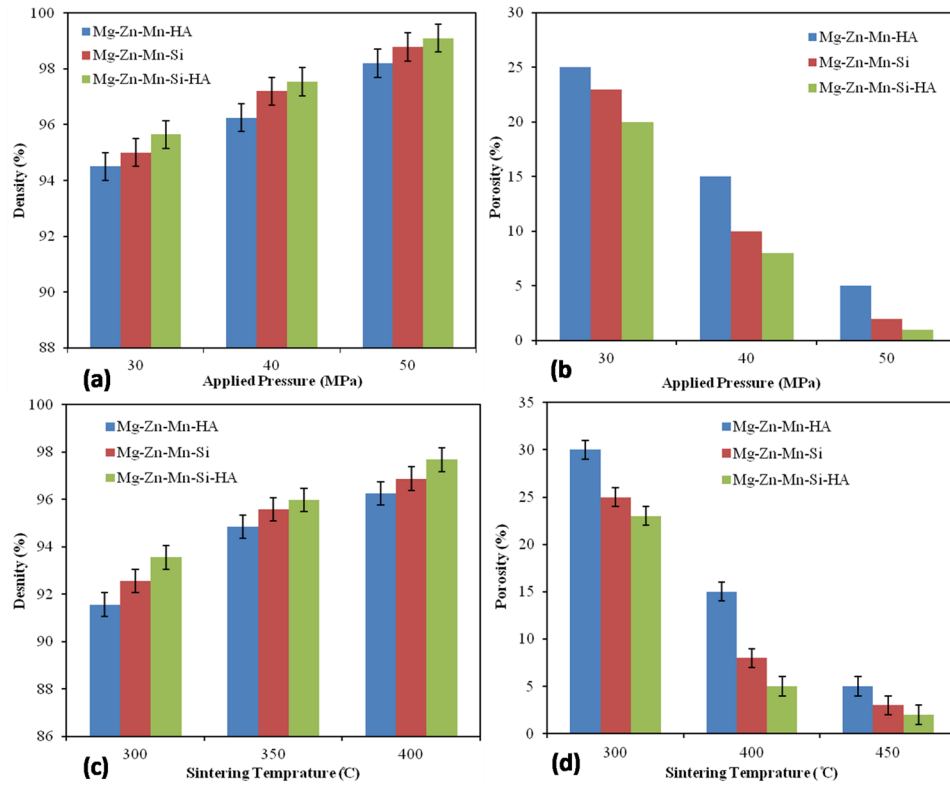 100
98
96
94
92
90
88
Density (%)
Mg-Zn-Mn-HA
Mg-Zn-Mn-Si
Mg-Zn-Mn-Si-HA
30 40 50
(a)
Applied Pressure (MPa)
30
25
20
15
10
5
0
Porosity (%)
Mg-Zn-Mn-HA
Mg-Zn-Mn-Si
Mg-Zn-Mn-Si-HA
30 40 50
(b
Applied Pressure (MPa)
100
98
96
94
92
90
88
86
Desnity (%)
Mg-Zn-Mn-HA
Mg-Zn-Mn-Si
Mg-Zn-Mn-Si-HA
300 350 400
(c)
Sintering Temprature (°C)
35
30
25
20
15
10
5
0
Porosity (%)
Mg-Zn-Mn-HA
Mg-Zn-Mn-Si
Mg-Zn-Mn-Si-HA
300 400 450
(d)
Sintering Temprature (°C)